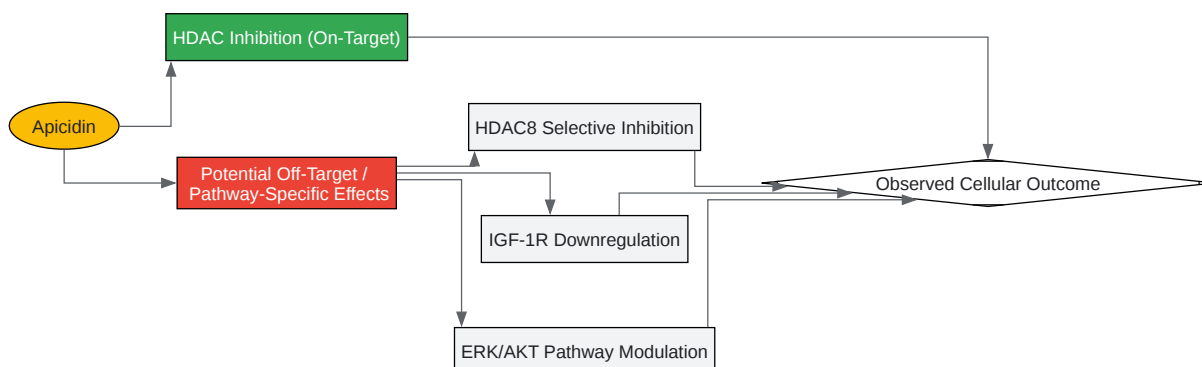 HDAC Inhibition (On-Target)
Apicidin
HDAC8 Selective Inhibition
Potential Off-Target /
Pathway-Specific Effects
Observed Cellular Outcome
IGF-1R Downregulation
ERK/AKT Pathway Modulation